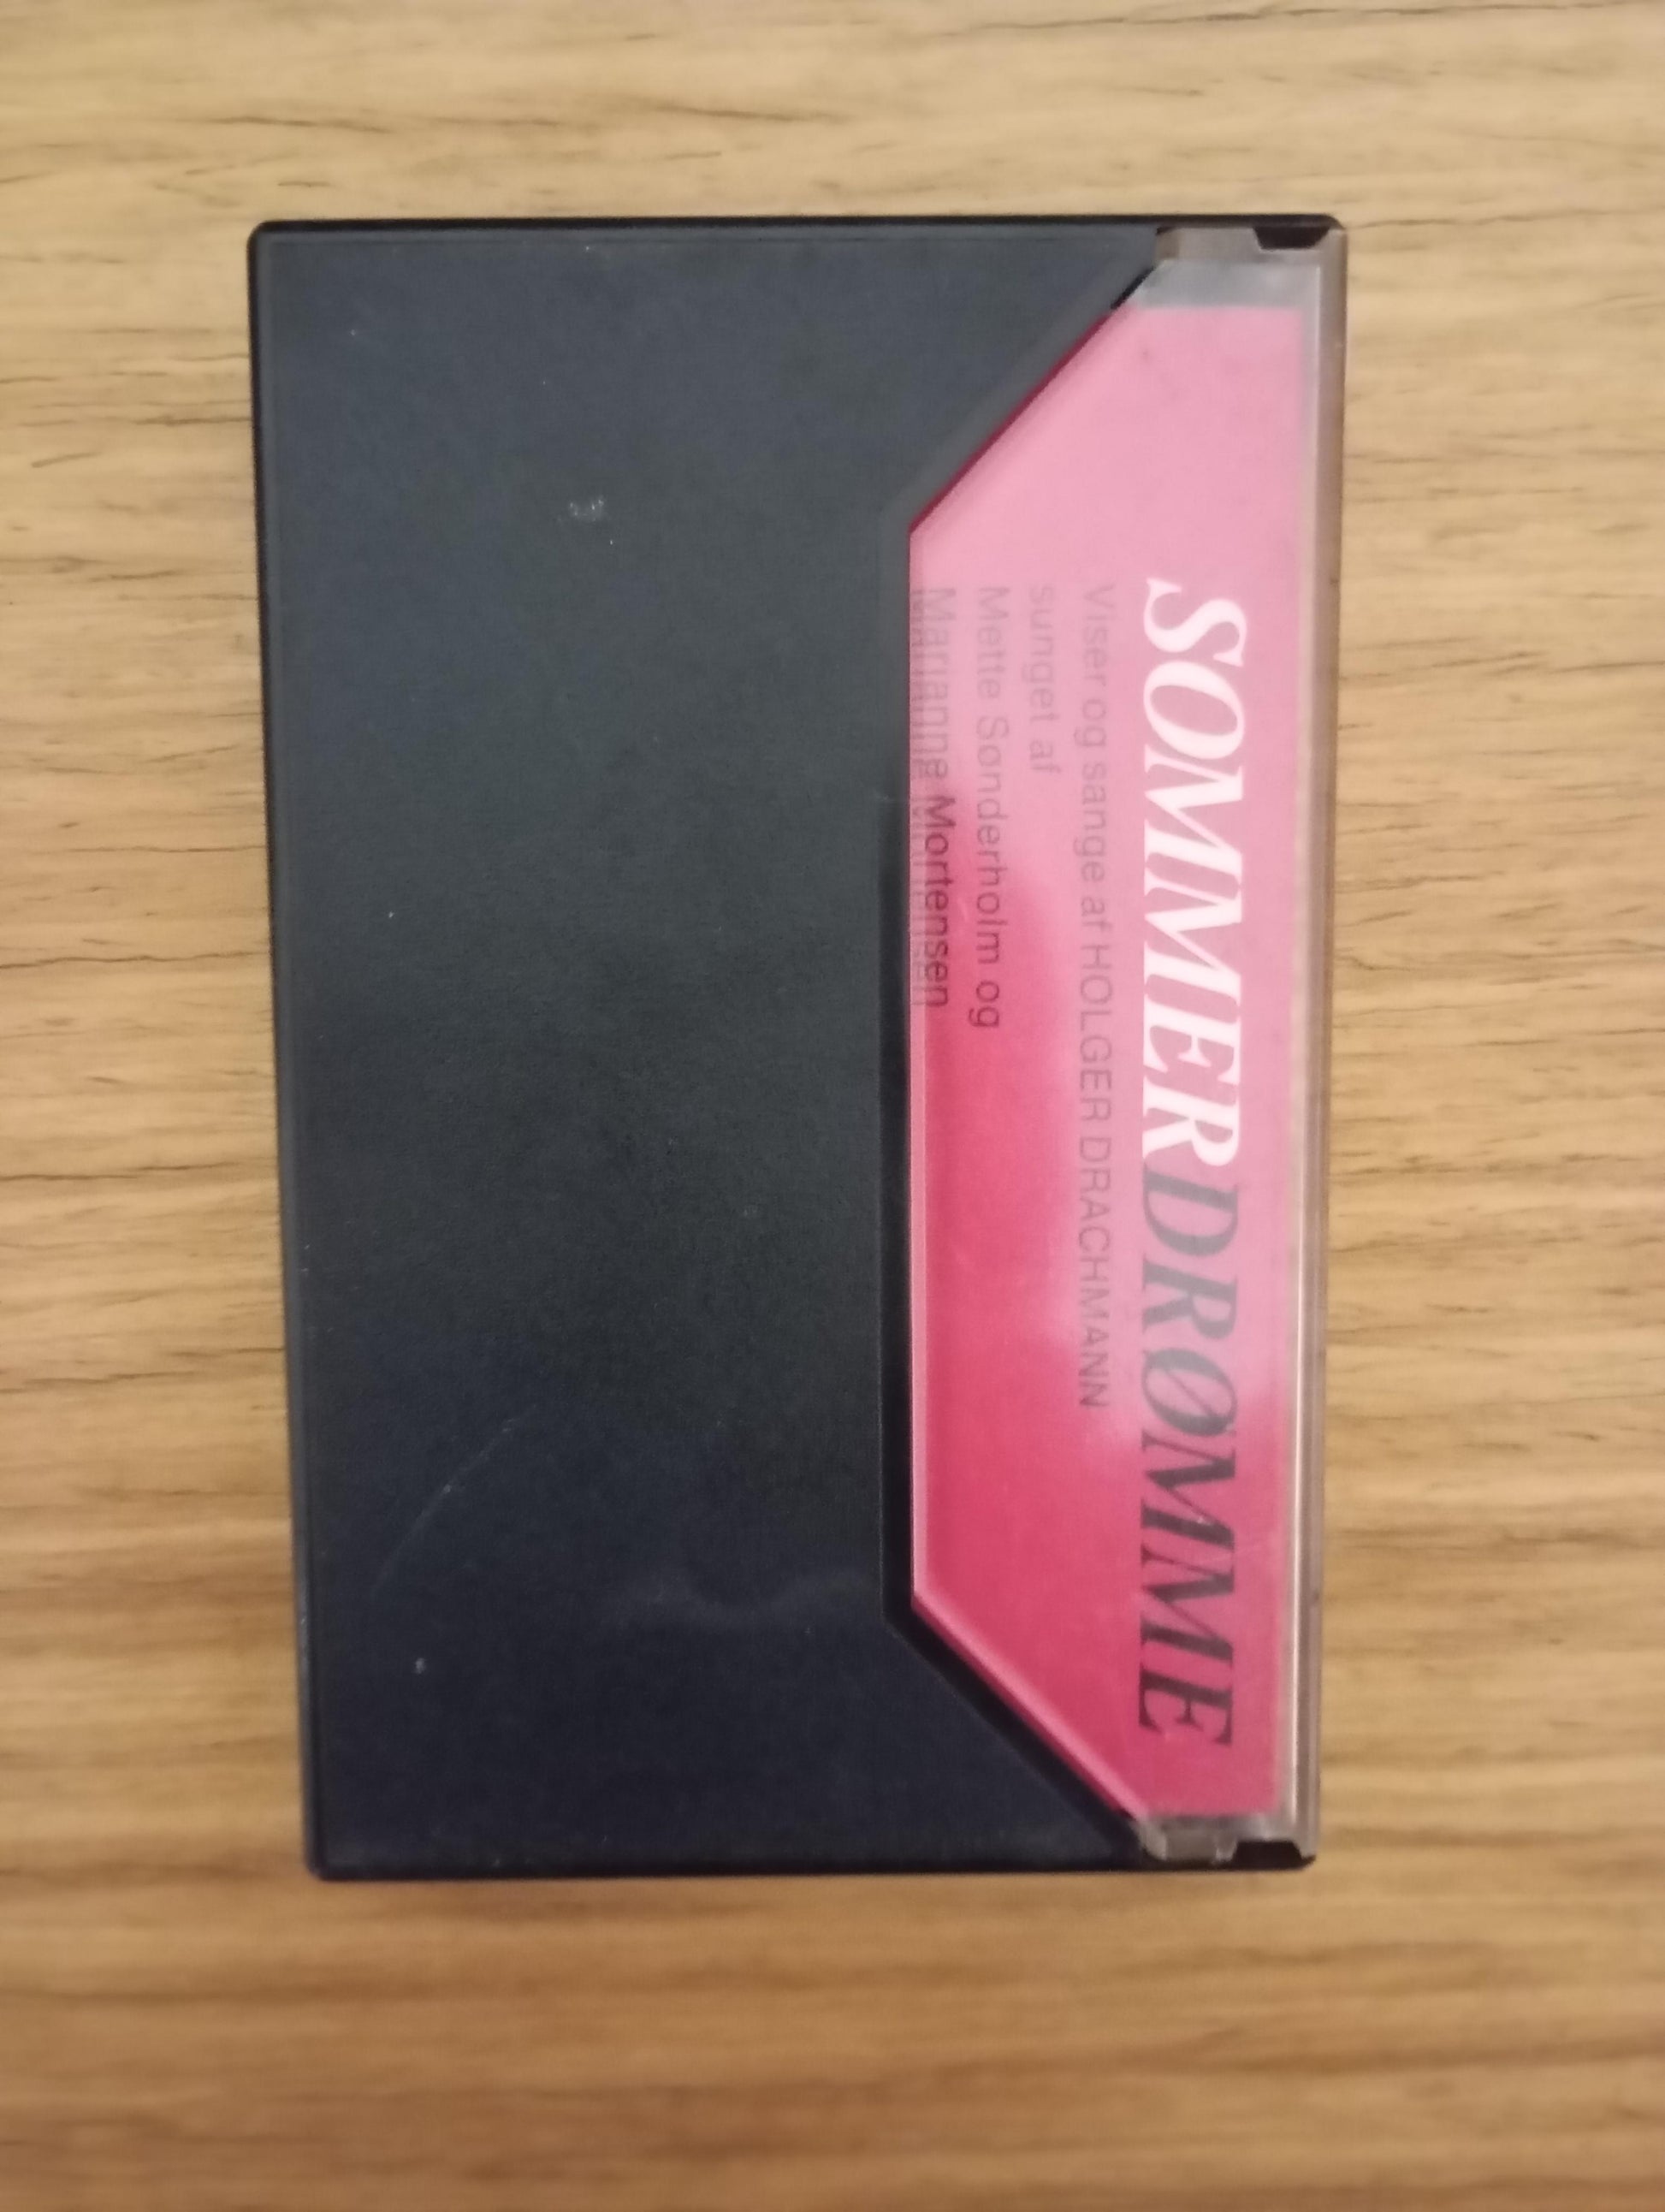 SOMMERDRØMME
Viser og sange af HOLGER DRACHMANN
sunget af
Mette Sonderholm og
Marianne Mortensen